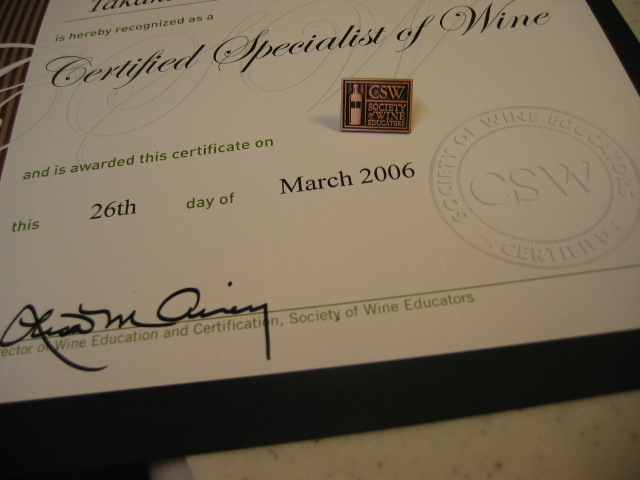 is hereby recognized as a
Certified Specialist of Wine
CSW
SOCIETY
of WINE
EDUCATORS
and is awarded this certificate on
this 26th day of March 2006
SOCIETY OF WINE EDUCATORS
CSW
CERTIFIED
Wine Education and Certification, Society of Wine Educators